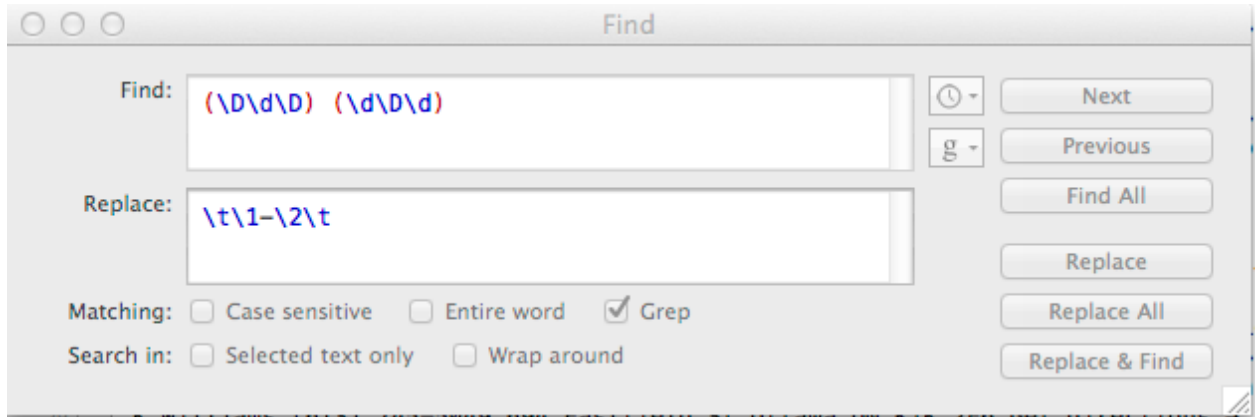 Find
Find:
(\D\d\D) (\d\D\d)
Next
g
Previous
Find All
Replace:
\t\1-\2\t
Replace
Matching: Case sensitive Entire word Grep
Replace All
Search in: Selected text only Wrap around
Replace & Find